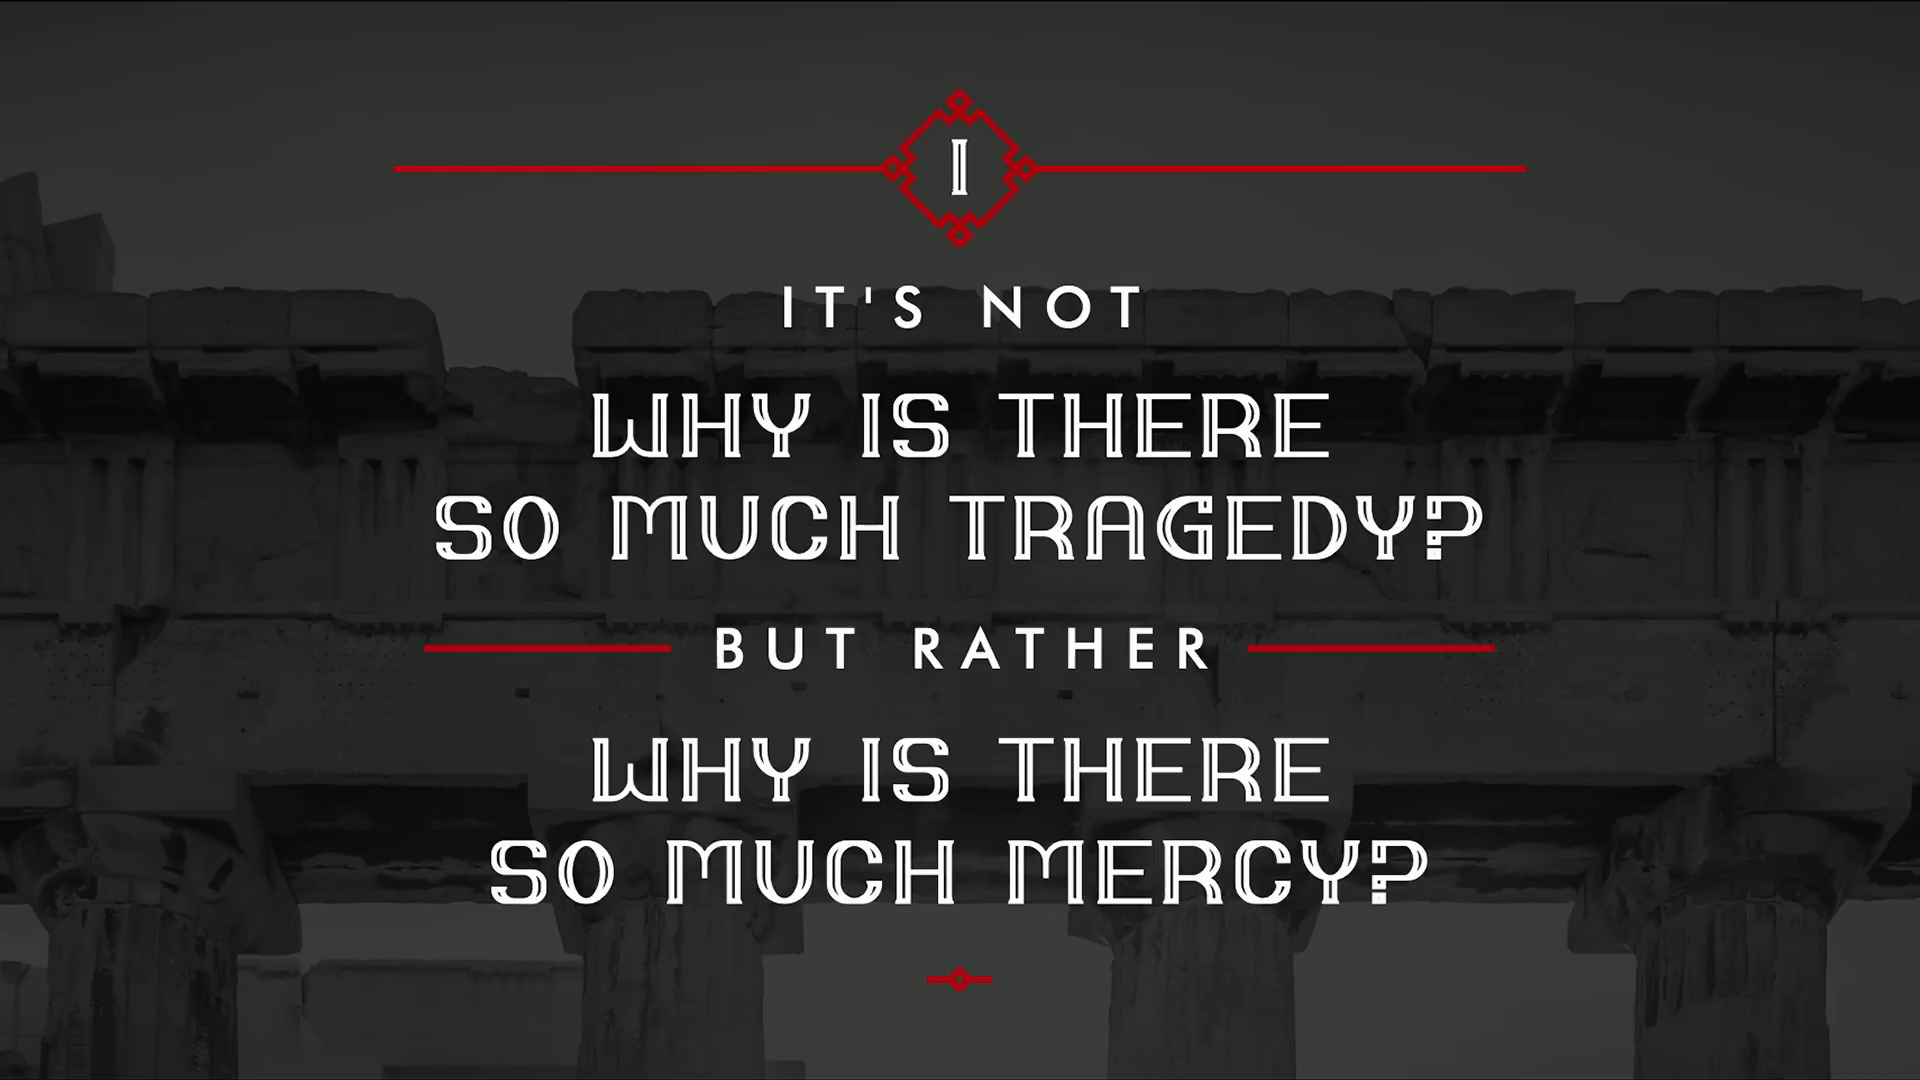 I
IT'S NOT
WHY IS THERE
SO MUCH TRAGEDY?
BUT RATHER
WHY IS THERE
SO MUCH MERCY?